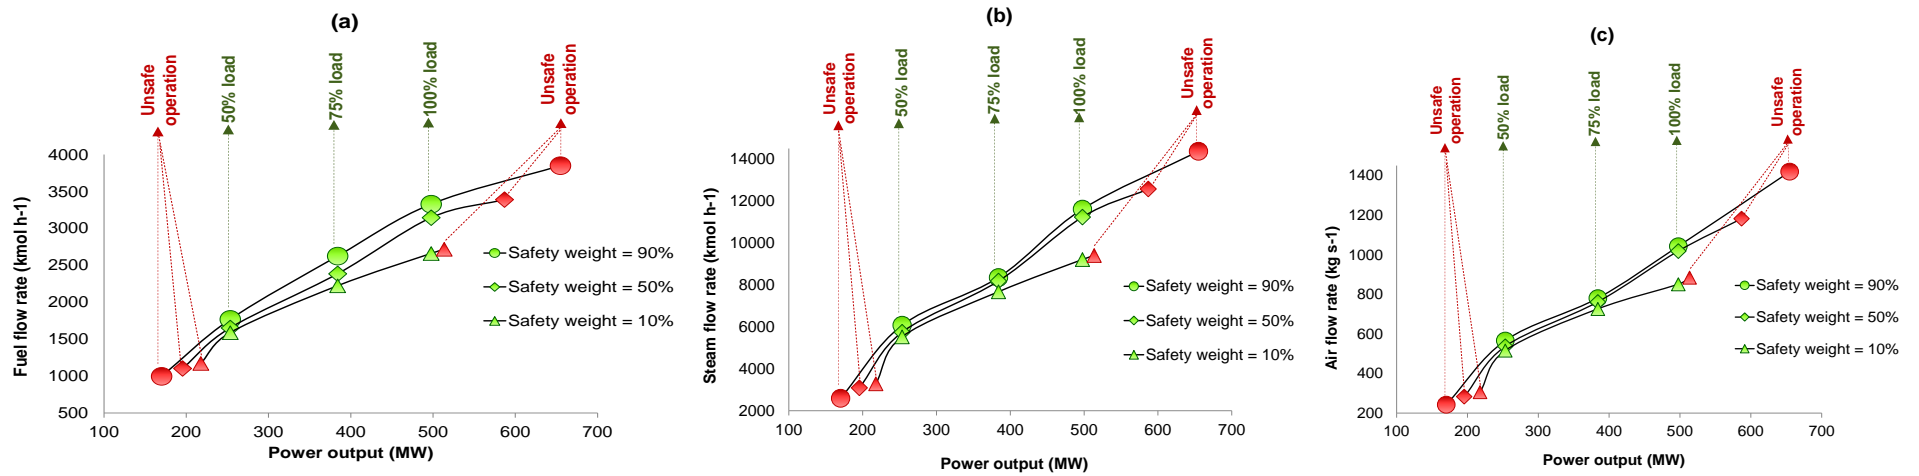 (a)
Unsafe
operation
50% load
75% load
100% load
Unsafe
operation
Fuel flow rate (kmol h-1)
4000
3500
3000
2500
2000
1500
1000
500
100
200
300
400
500
600
700
Power output (MW)
Safety weight = 90%
Safety weight = 50%
Safety weight = 10%
(b)
Unsafe
operation
50% load
75% load
100% load
Unsafe
operation
Steam flow rate (kmol h-1)
14000
12000
10000
8000
6000
4000
2000
100
200
300
400
500
600
700
Power output (MW)
Safety weight = 90%
Safety weight = 50%
Safety weight = 10%
(c)
Unsafe
operation
50% load
75% load
100% load
Unsafe
operation
Air flow rate (kg s-1)
1400
1200
1000
800
600
400
200
100
200
300
400
500
600
700
Power output (MW)
Safety weight = 90%
Safety weight = 50%
Safety weight = 10%